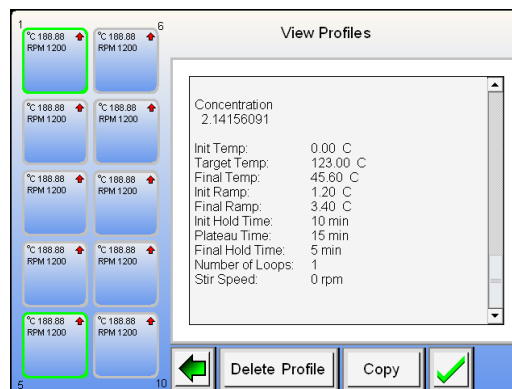 1
6
°C 188.88
RPM 1200
°C 188.88
RPM 1200
°C 188.88
RPM 1200
°C 188.88
RPM 1200
°C 188.88
RPM 1200
°C 188.88
RPM 1200
°C 188.88
RPM 1200
°C 188.88
RPM 1200
°C 188.88
RPM 1200
°C 188.88
RPM 1200
5
10
View Profiles
Concentration
2.14156091
Init Temp: 0.00 C
Target Temp: 123.00 C
Final Temp: 45.60 C
Init Ramp: 1.20 C
Final Ramp: 3.40 C
Init Hold Time: 10 min
Plateau Time: 15 min
Final Hold Time: 5 min
Number of Loops: 1
Stir Speed: 0 rpm
Delete Profile
Copy